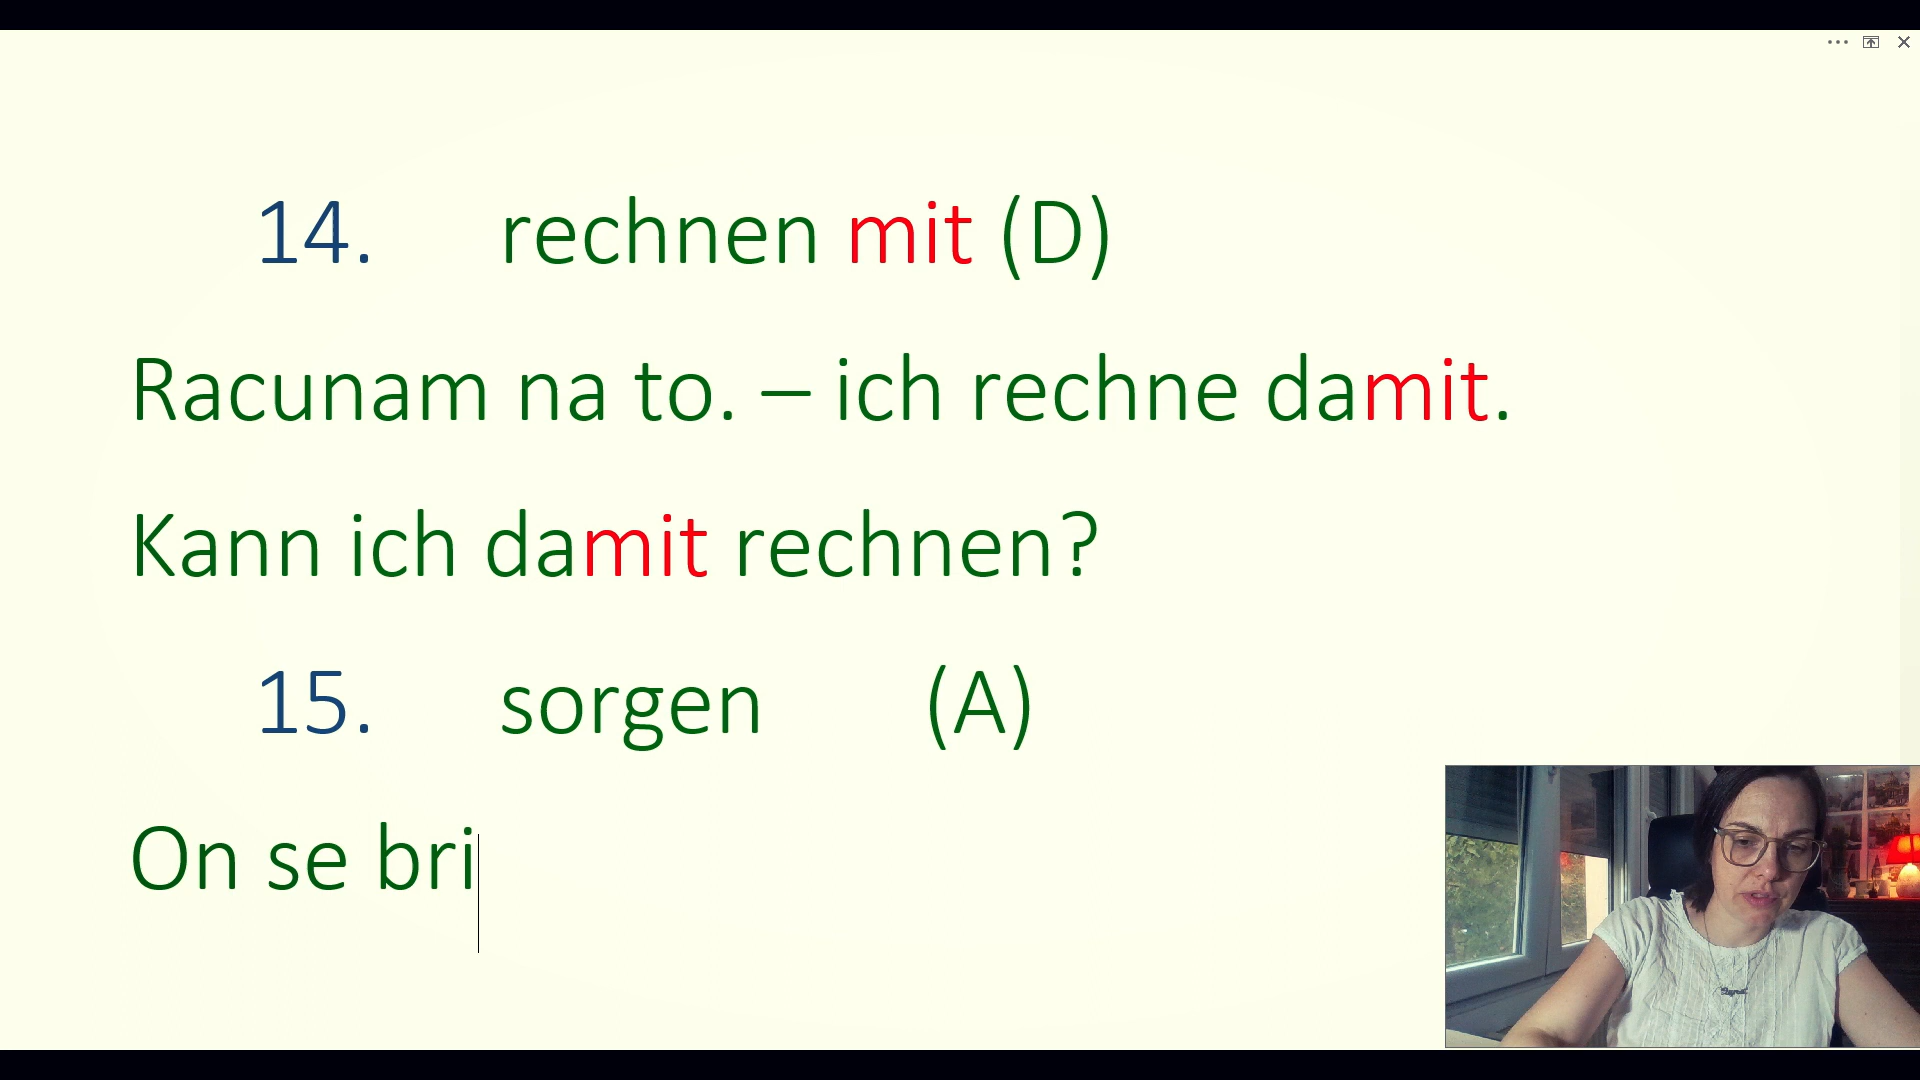 14. rechnen mit (D)
Racunam na to. – ich rechne damit.
Kann ich damit rechnen?
15. sorgen (A)
On se bri